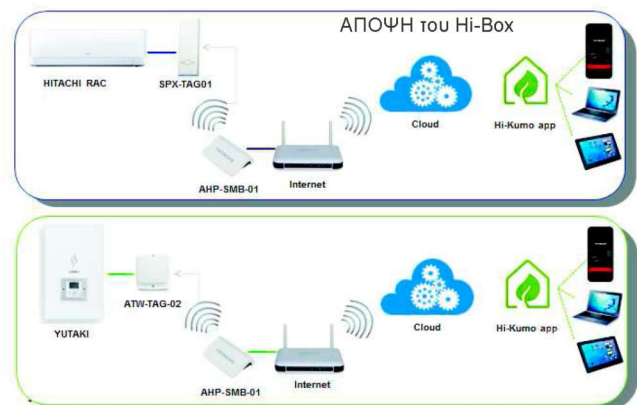 ΑΠΟΨΗ του Hi-Box
HITACHI RAC
SPX-TAG01
AHP-SMB-01
Internet
Cloud
Hi-Kumo app
YUTAKI
ATW-TAG-02
AHP-SMB-01
Internet
Cloud
Hi-Kumo app